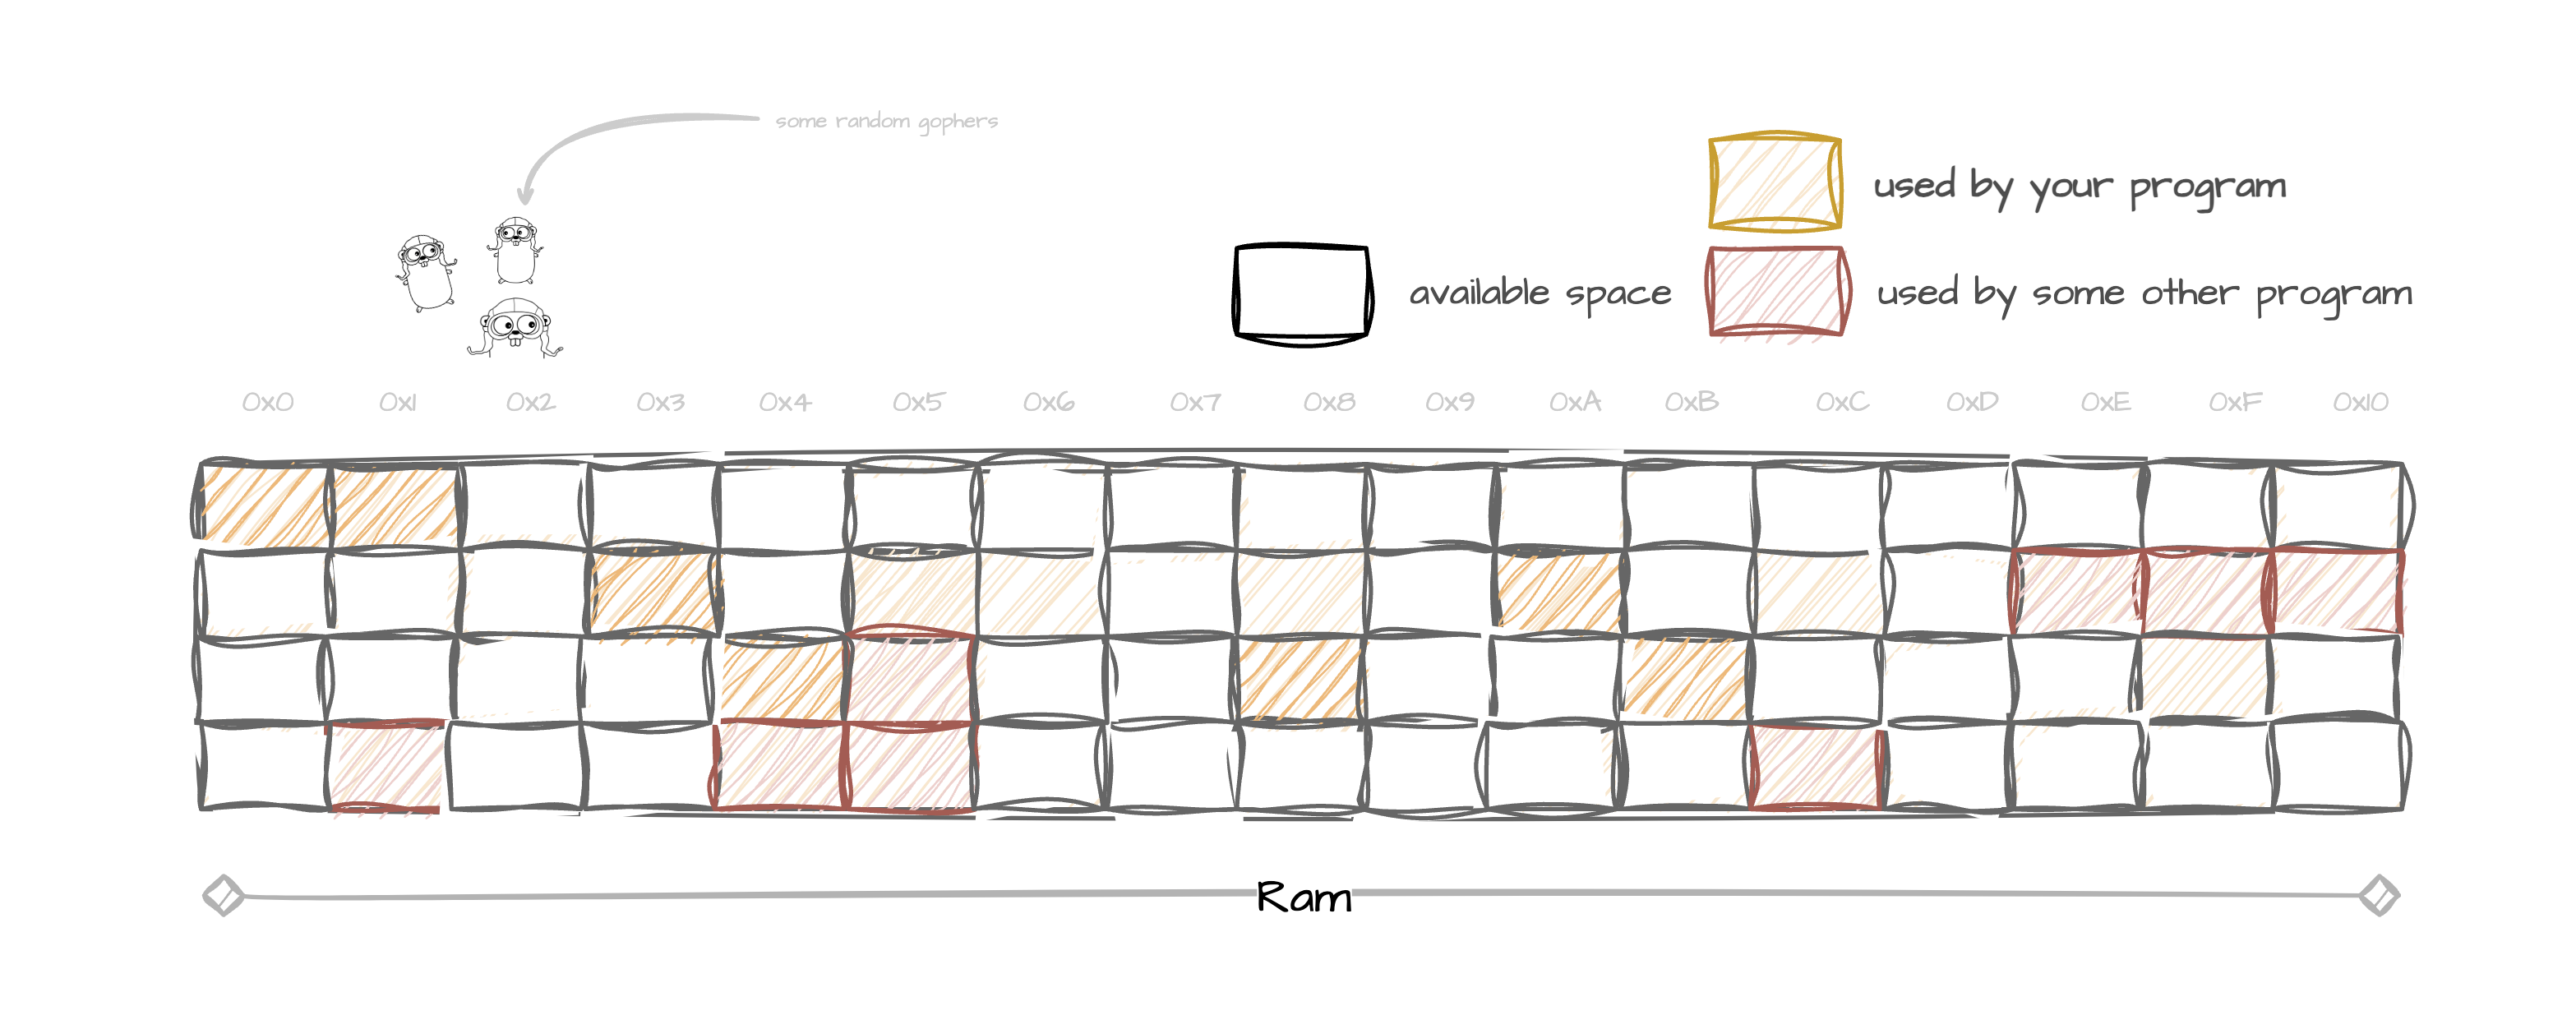 some random gophers
used by your program
available space
used by some other program
0x0 0x1 0x2 0x3 0x4 0x5 0x6 0x7 0x8 0x9 0xA 0xB 0xC 0xD 0xE 0xF 0x10
Ram